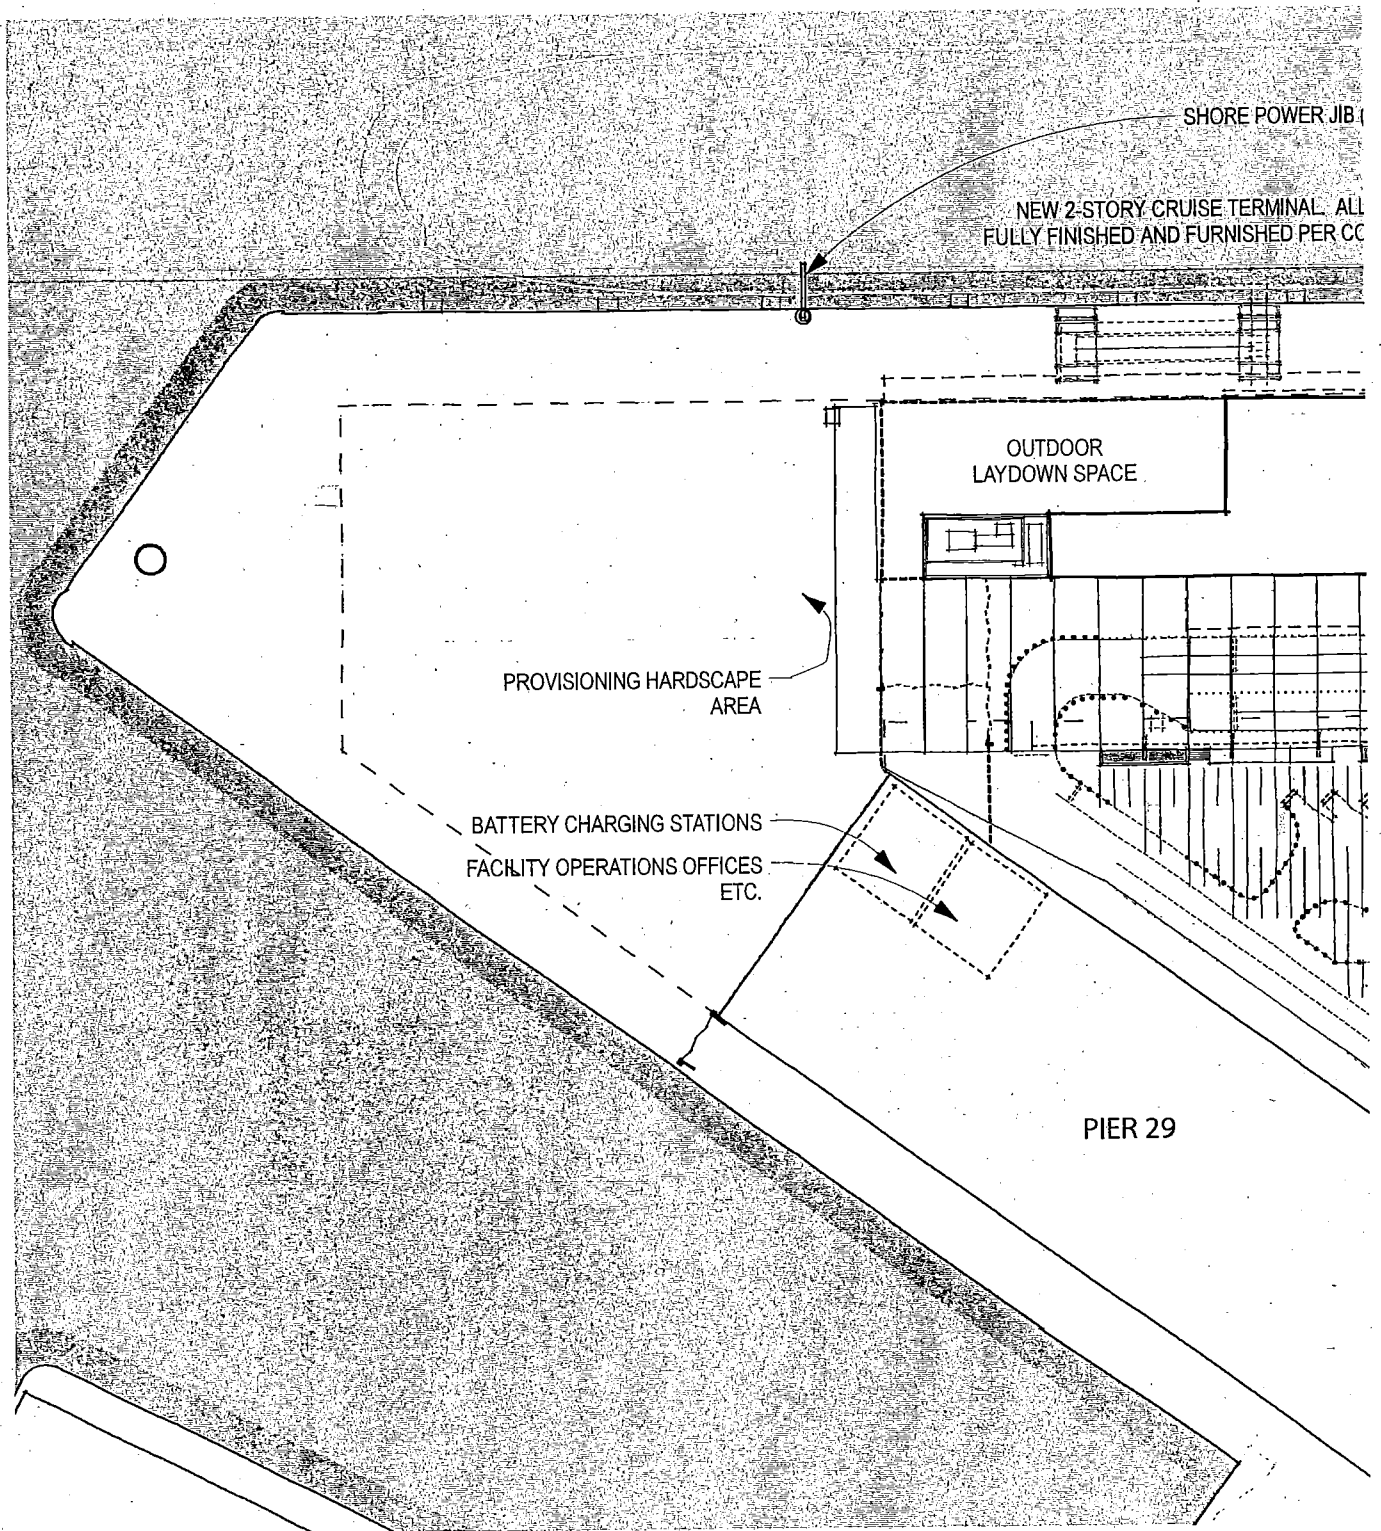 SHORE POWER JIB (
NEW 2-STORY CRUISE TERMINAL. ALL
FULLY FINISHED AND FURNISHED PER CO
OUTDOOR
LAYDOWN SPACE
PROVISIONING HARDSCAPE
AREA
BATTERY CHARGING STATIONS
FACILITY OPERATIONS OFFICES
ETC.
PIER 29